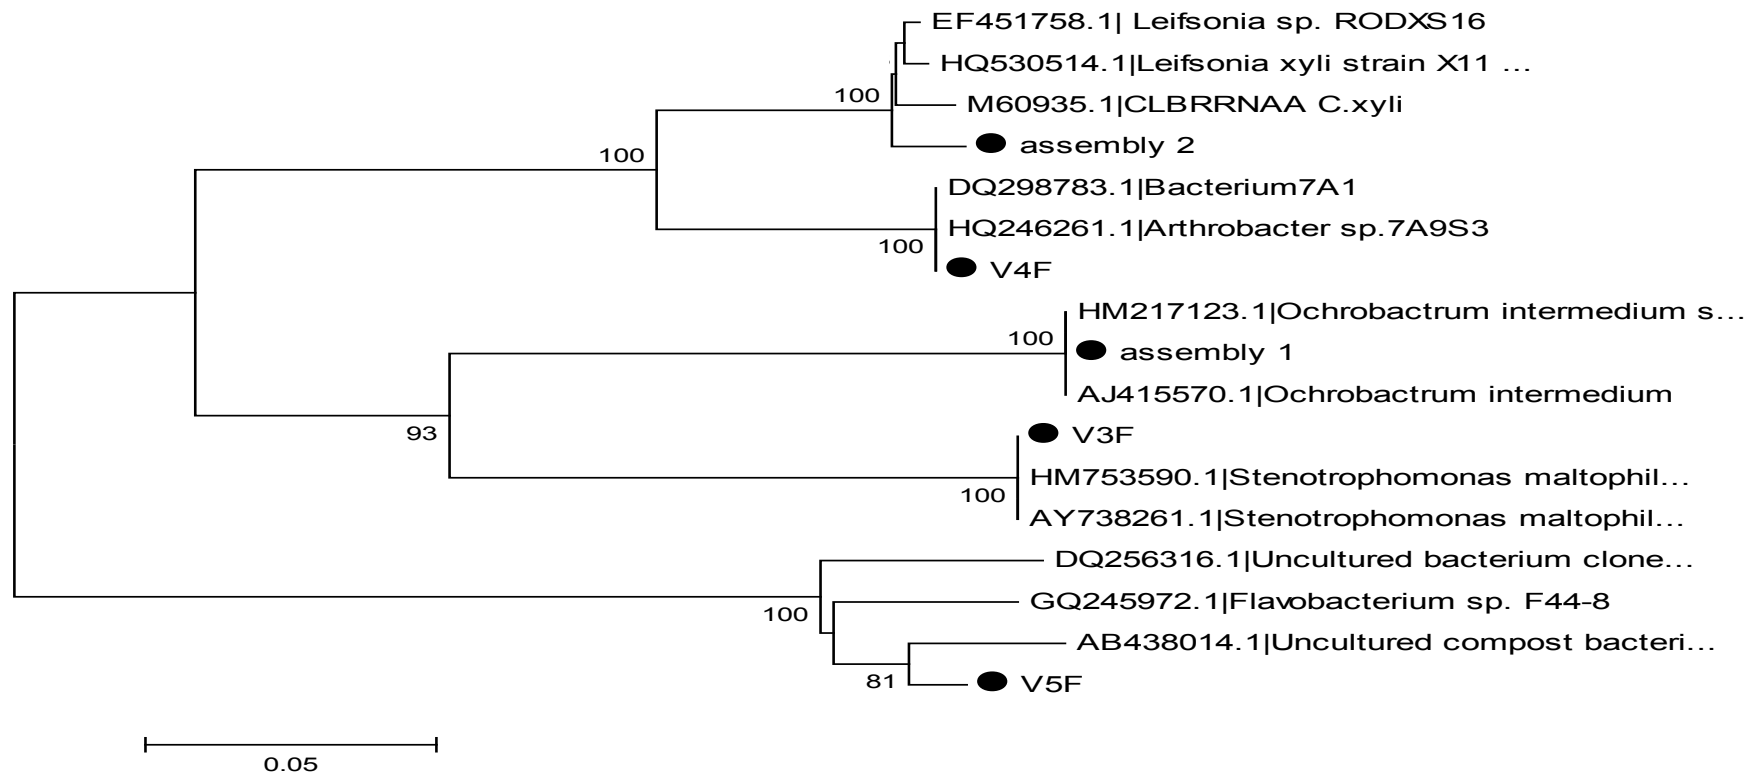 EF451758.1| Leifsonia sp. RODXS16
HQ530514.1|Leifsonia xyli strain X11 ...
100
M60935.1|CLBRRNAA C.xyli
assembly 2
100
DQ298783.1|Bacterium7A1
HQ246261.1|Arthrobacter sp.7A9S3
100
V4F
HM217123.1|Ochrobactrum intermedium s...
100
assembly 1
AJ415570.1|Ochrobactrum intermedium
93
V3F
HM753590.1|Stenotrophomonas maltophil...
100
AY738261.1|Stenotrophomonas maltophil...
DQ256316.1|Uncultured bacterium clone...
GQ245972.1|Flavobacterium sp. F44-8
100
AB438014.1|Uncultured compost bacteri...
81
V5F
0.05